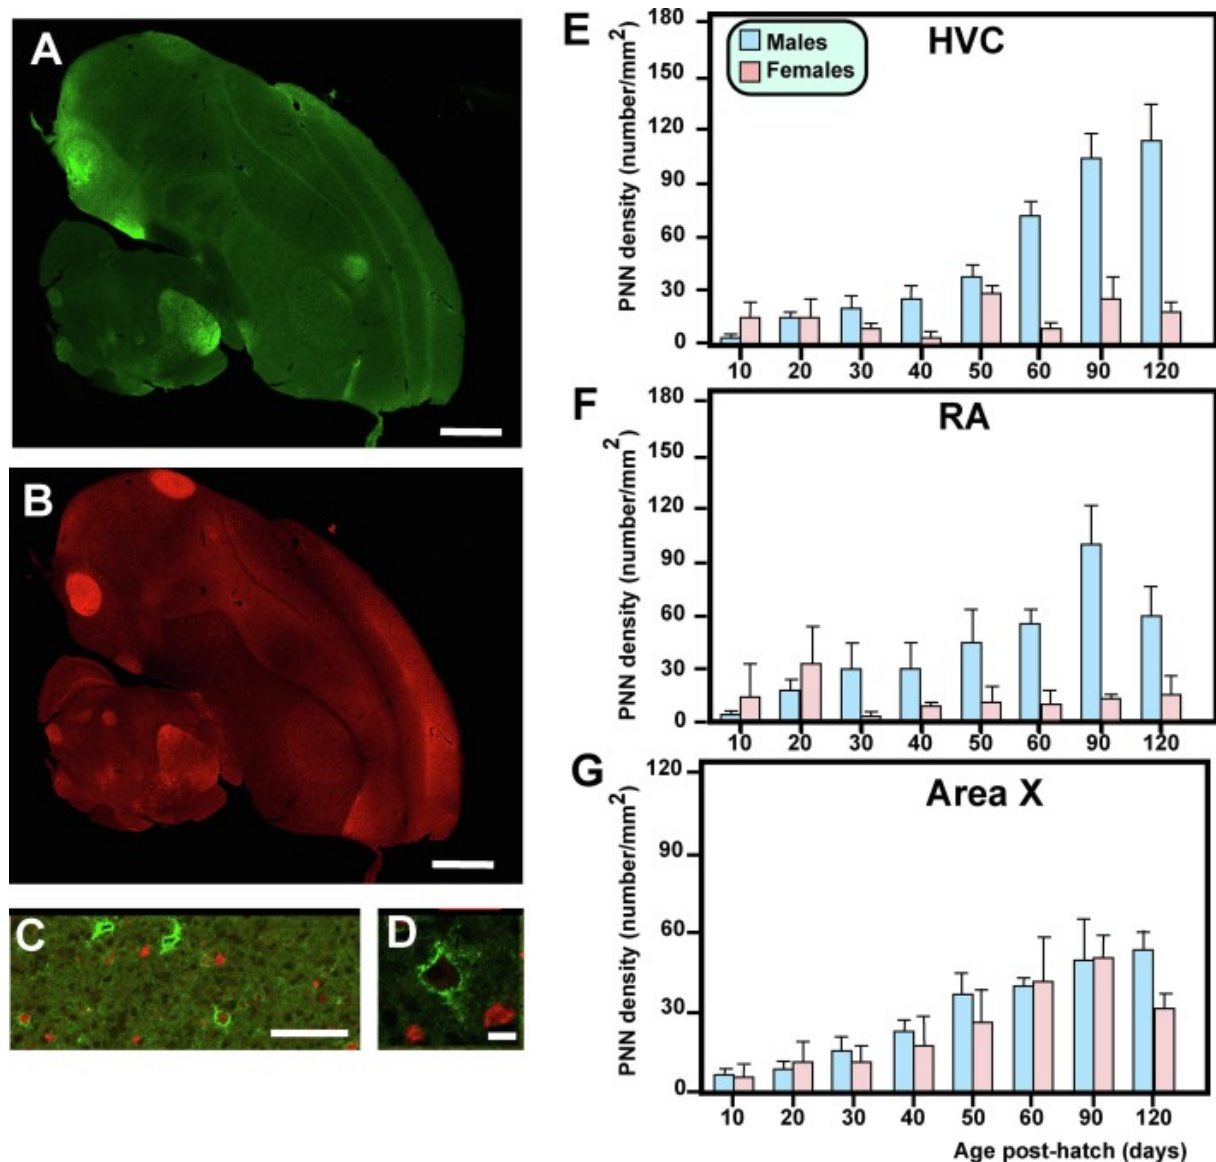 A
B
C
D
E
HVC
Males
Females
PNN density (number/mm2)
180
150
120
90
60
30
0
10 20 30 40 50 60 90 120
F
RA
PNN density (number/mm2)
180
150
120
90
60
30
0
10 20 30 40 50 60 90 120
G
Area X
PNN density (number/mm2)
120
90
60
30
0
10 20 30 40 50 60 90 120
Age post-hatch (days)